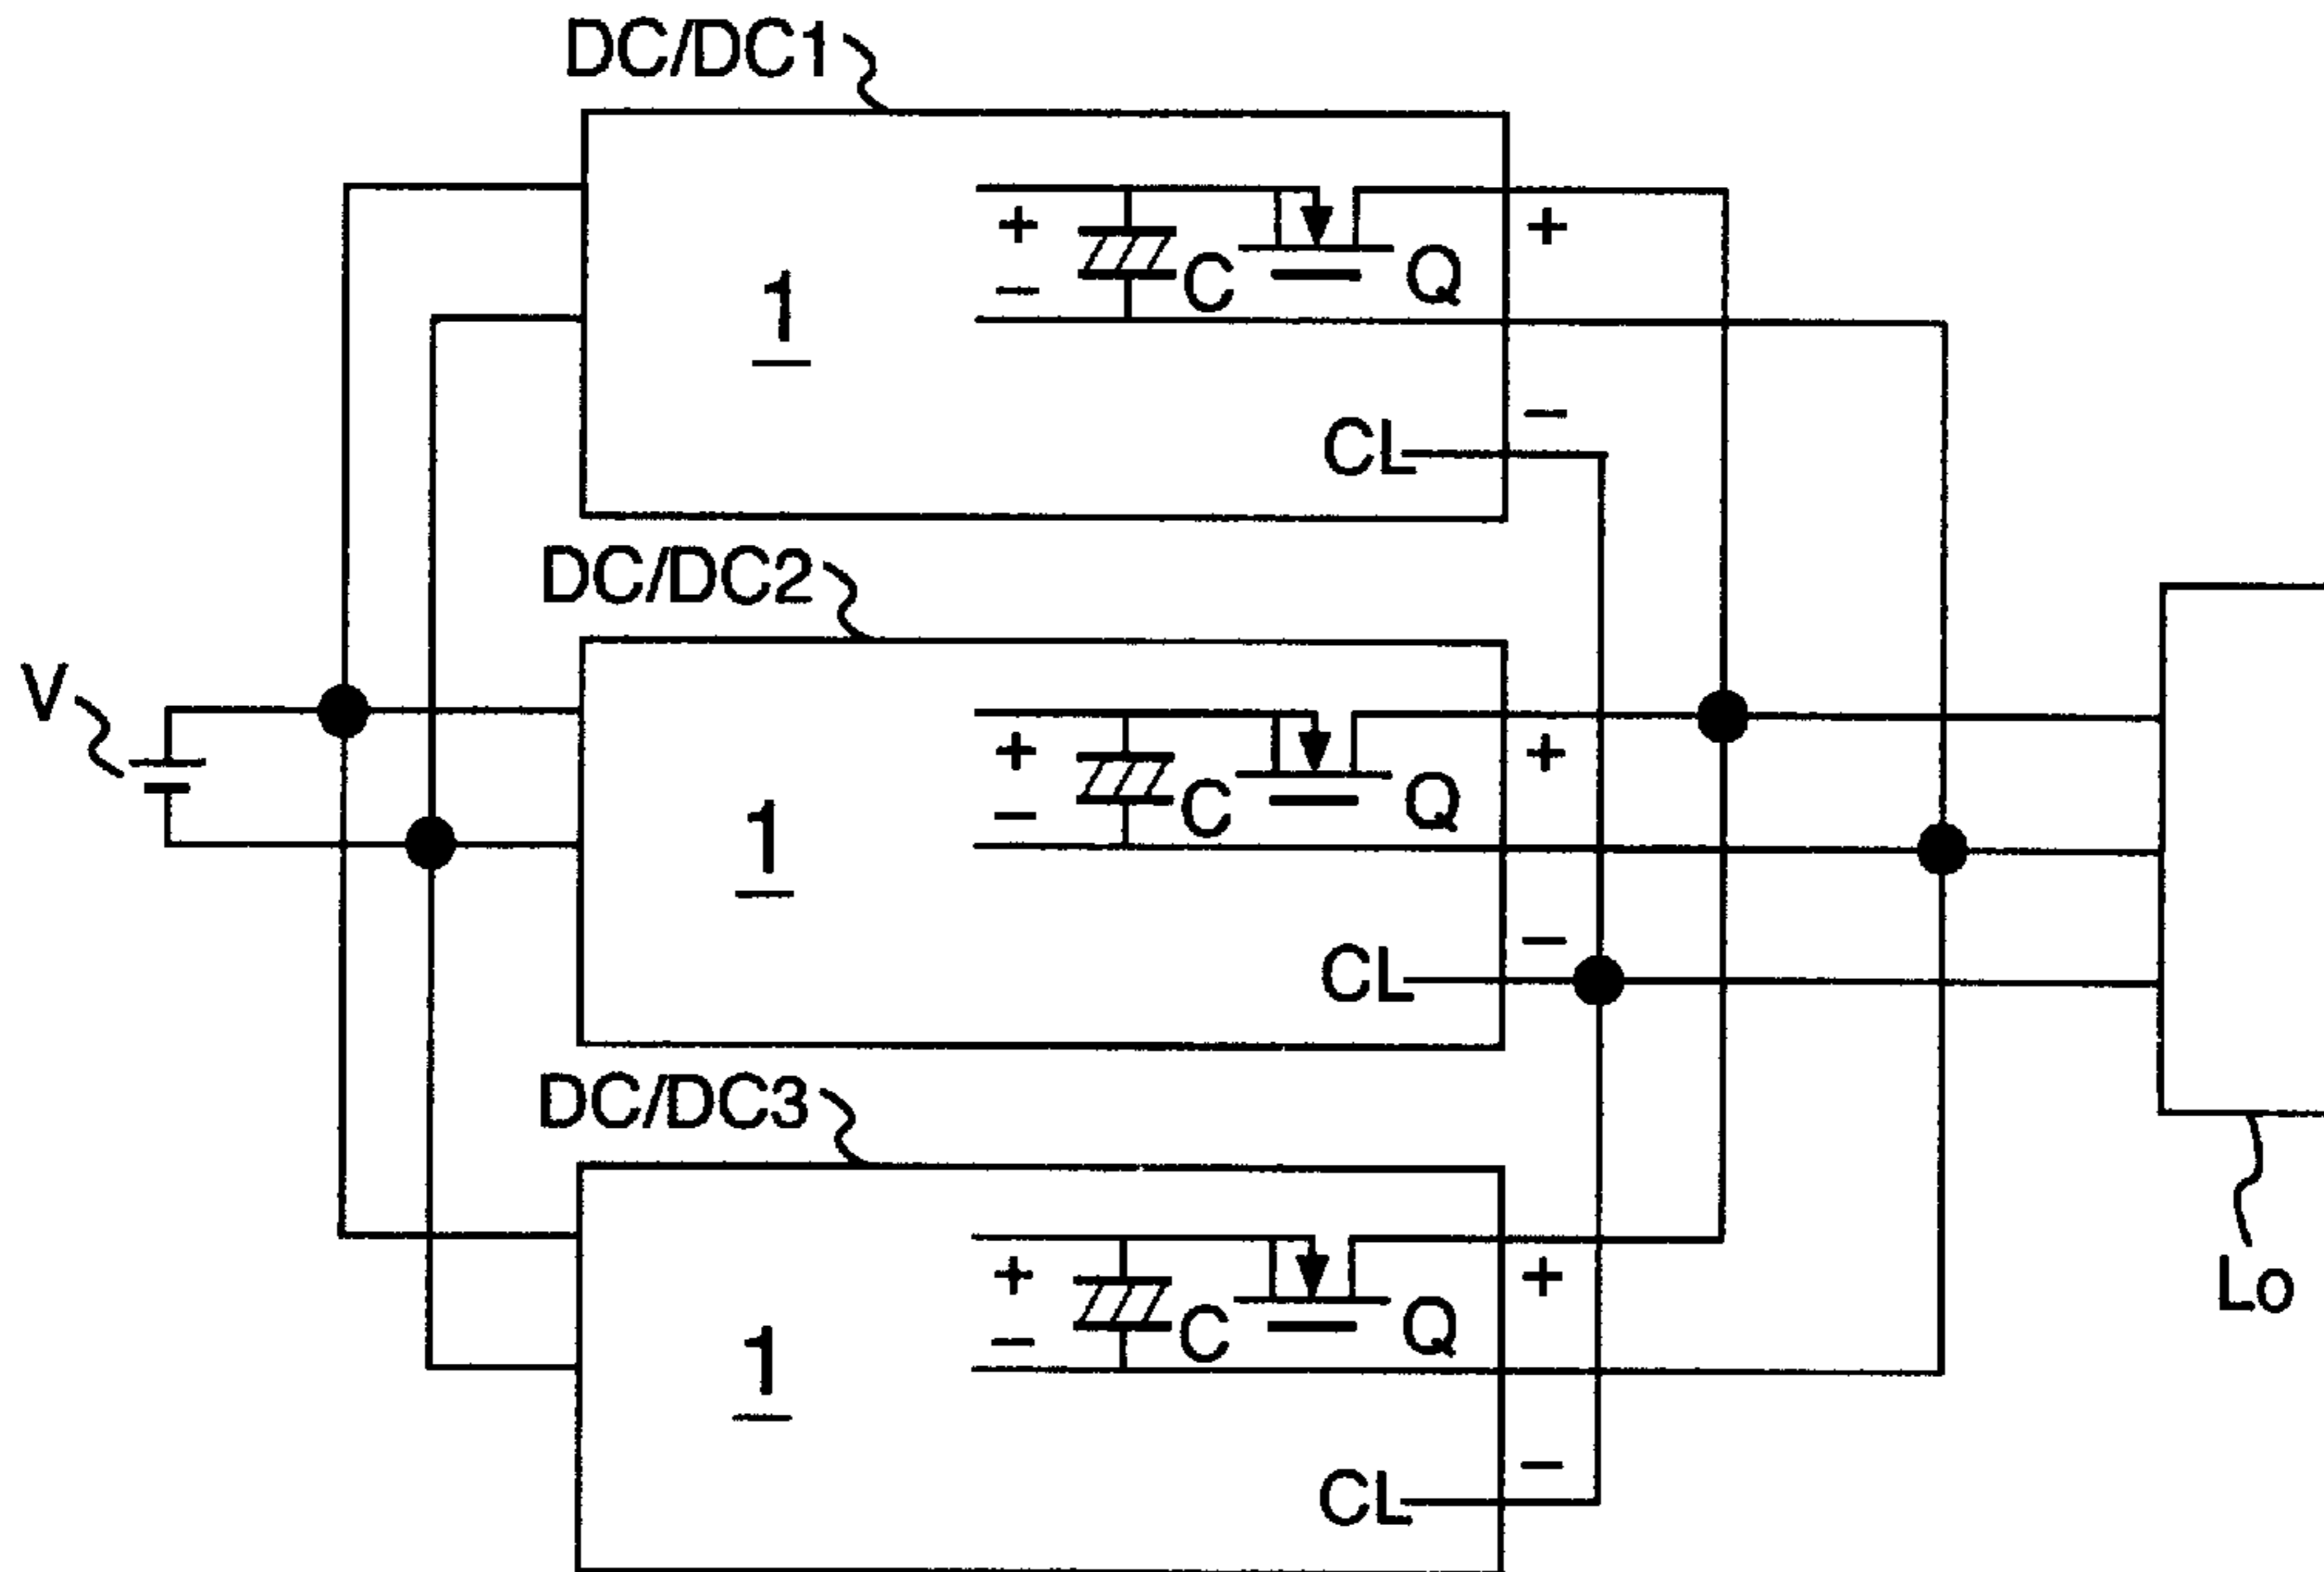 DC/DC1
+
+
−
C
Q
1
−
CL
DC/DC2
V
+
+
−
C
Q
1
−
CL
DC/DC3
+
+
−
C
Q
Lo
1
−
CL